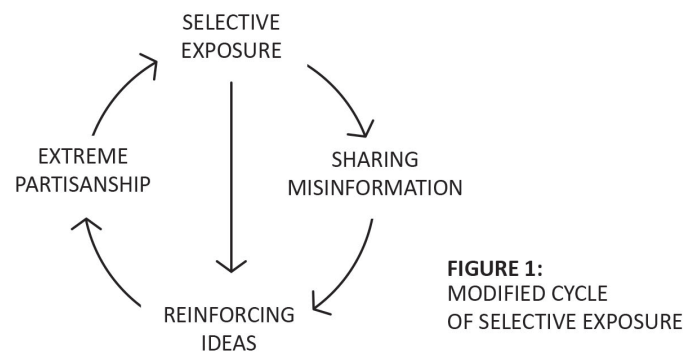 SELECTIVE
EXPOSURE
EXTREME
PARTISANSHIP
SHARING
MISINFORMATION
REINFORCING
IDEAS
FIGURE 1:
MODIFIED CYCLE
OF SELECTIVE EXPOSURE